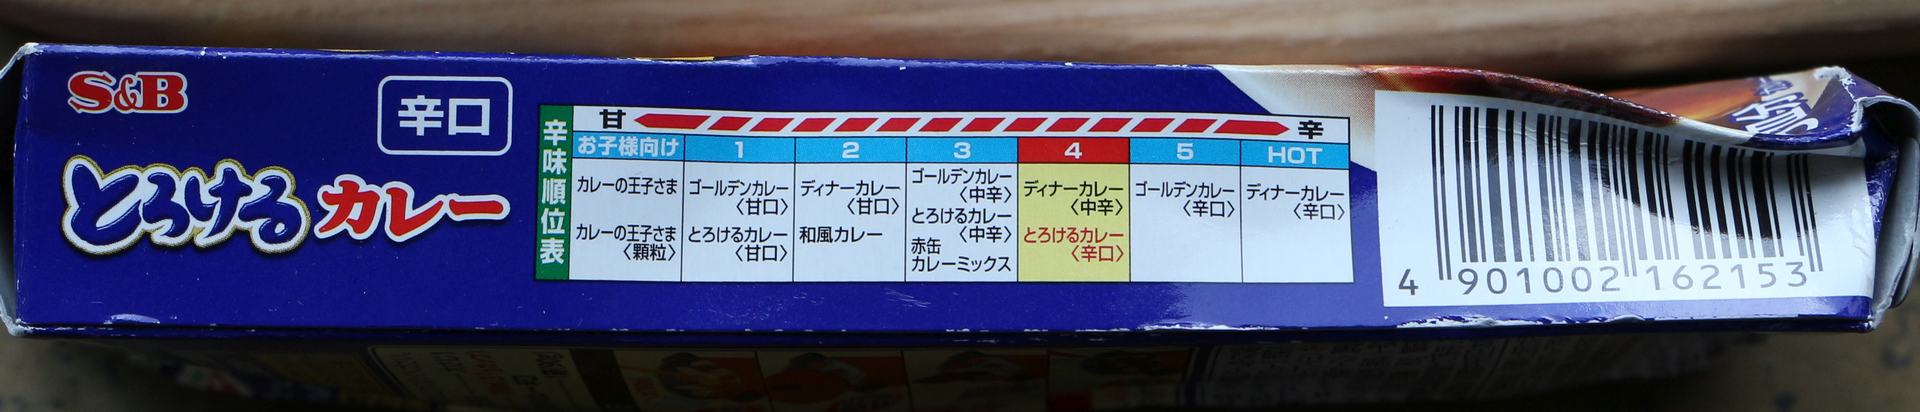 S&B
辛口
とろけるカレー
辛味順位表
甘 辛
お子様向け 1 2 3 4 5 HOT
カレーの王子さま
カレーの王子さま
〈顆粒〉
ゴールデンカレー
〈甘口〉
とろけるカレー
〈甘口〉
ディナーカレー
〈甘口〉
和風カレー
ゴールデンカレー
〈中辛〉
とろけるカレー
〈中辛〉
赤缶
カレーミックス
ディナーカレー
〈中辛〉
とろけるカレー
〈辛口〉
ゴールデンカレー
〈辛口〉
ディナーカレー
〈辛口〉
4 901002 162153